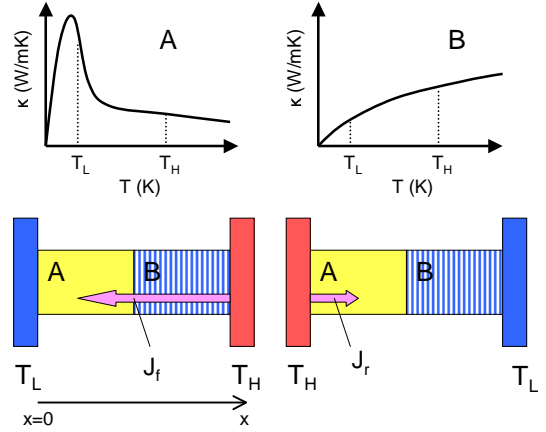 κ (W/mK)
A
T_L
T_H
T (K)
κ (W/mK)
B
T_L
T_H
T (K)
A
B
T_L
J_f
T_H
x=0
x
A
B
T_H
J_r
T_L